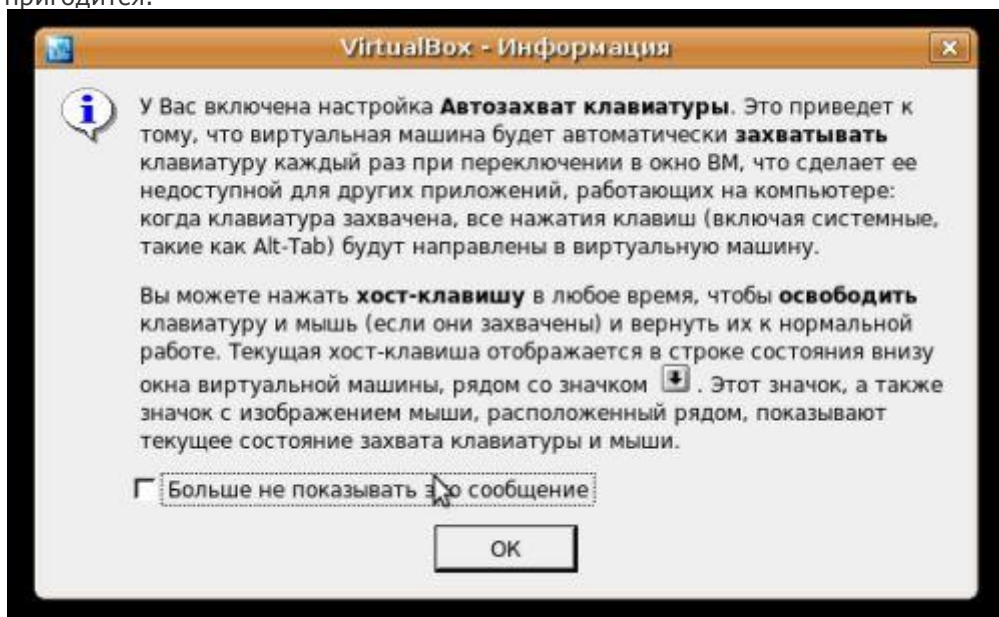 пригодится.
VirtualBox - Информация
У Вас включена настройка Автозахват клавиатуры. Это приведет к
тому, что виртуальная машина будет автоматически захватывать
клавиатуру каждый раз при переключении в окно ВМ, что сделает ее
недоступной для других приложений, работающих на компьютере:
когда клавиатура захвачена, все нажатия клавиш (включая системные,
такие как Alt-Tab) будут направлены в виртуальную машину.
Вы можете нажать хост-клавишу в любое время, чтобы освободить
клавиатуру и мышь (если они захвачены) и вернуть их к нормальной
работе. Текущая хост-клавиша отображается в строке состояния внизу
окна виртуальной машины, рядом со значком . Этот значок, а также
значок с изображением мыши, расположенный рядом, показывают
текущее состояние захвата клавиатуры и мыши.
Больше не показывать это сообщение
OK